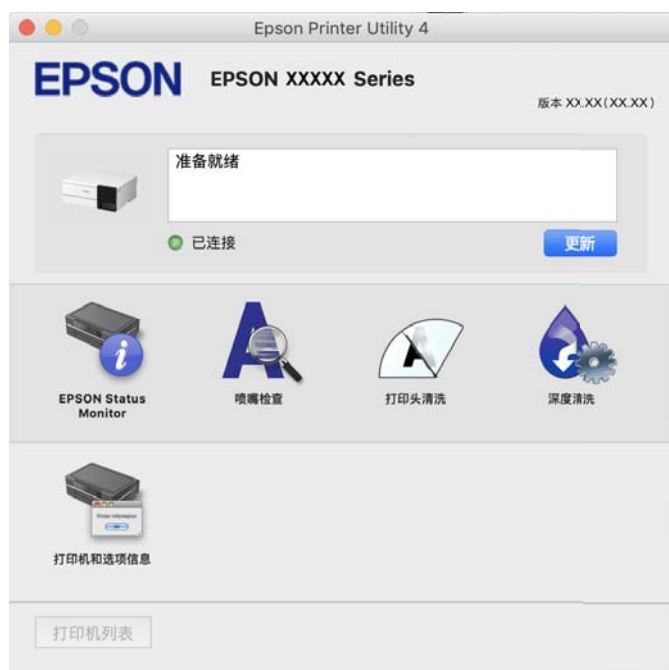 Epson Printer Utility 4
EPSON
EPSON XXXXX Series
版本 XX.XX(XX.XX)
准备就绪
已连接
更新
EPSON Status
Monitor
喷嘴检查
打印头清洗
深度清洗
Printer Information
打印机和选项信息
打印机列表